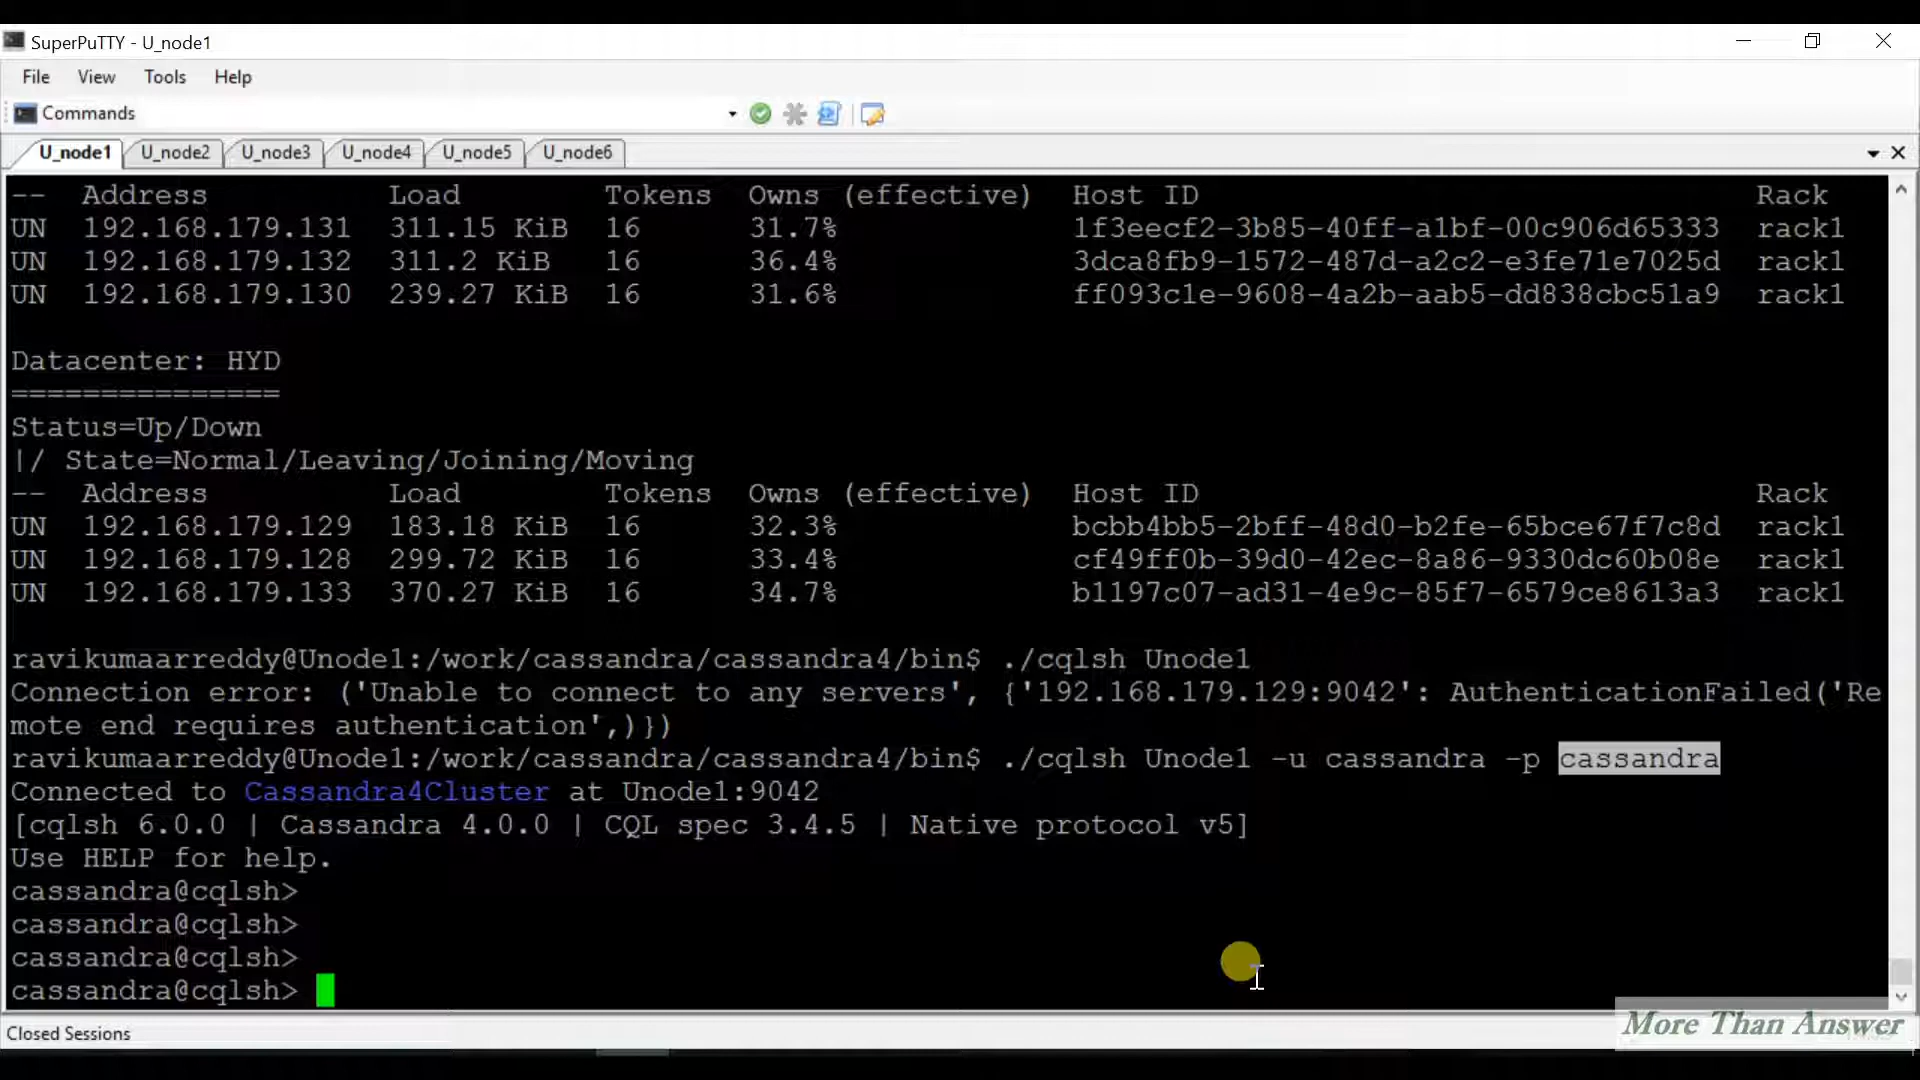 SuperPuTTY - U_node1
File View Tools Help
Commands
U_node1 U_node2 U_node3 U_node4 U_node5 U_node6
-- Address Load Tokens Owns (effective) Host ID Rack
UN 192.168.179.131 311.15 KiB 16 31.7% 1f3eecf2-3b85-40ff-a1bf-00c906d65333 rack1
UN 192.168.179.132 311.2 KiB 16 36.4% 3dca8fb9-1572-487d-a2c2-e3fe71e7025d rack1
UN 192.168.179.130 239.27 KiB 16 31.6% ff093c1e-9608-4a2b-aab5-dd838cbc51a9 rack1
Datacenter: HYD
===============
Status=Up/Down
|/ State=Normal/Leaving/Joining/Moving
-- Address Load Tokens Owns (effective) Host ID Rack
UN 192.168.179.129 183.18 KiB 16 32.3% bcbb4bb5-2bff-48d0-b2fe-65bce67f7c8d rack1
UN 192.168.179.128 299.72 KiB 16 33.4% cf49ff0b-39d0-42ec-8a86-9330dc60b08e rack1
UN 192.168.179.133 370.27 KiB 16 34.7% b1197c07-ad31-4e9c-85f7-6579ce8613a3 rack1
ravikumaarreddy@Unode1:/work/cassandra/cassandra4/bin$ ./cqlsh Unode1
Connection error: ('Unable to connect to any servers', {'192.168.179.129:9042': AuthenticationFailed('Re
mote end requires authentication',)})
ravikumaarreddy@Unode1:/work/cassandra/cassandra4/bin$ ./cqlsh Unode1 -u cassandra -p cassandra
Connected to Cassandra4Cluster at Unode1:9042
[cqlsh 6.0.0 | Cassandra 4.0.0 | CQL spec 3.4.5 | Native protocol v5]
Use HELP for help.
cassandra@cqlsh>
cassandra@cqlsh>
cassandra@cqlsh>
cassandra@cqlsh>
Closed Sessions
More Than Answer